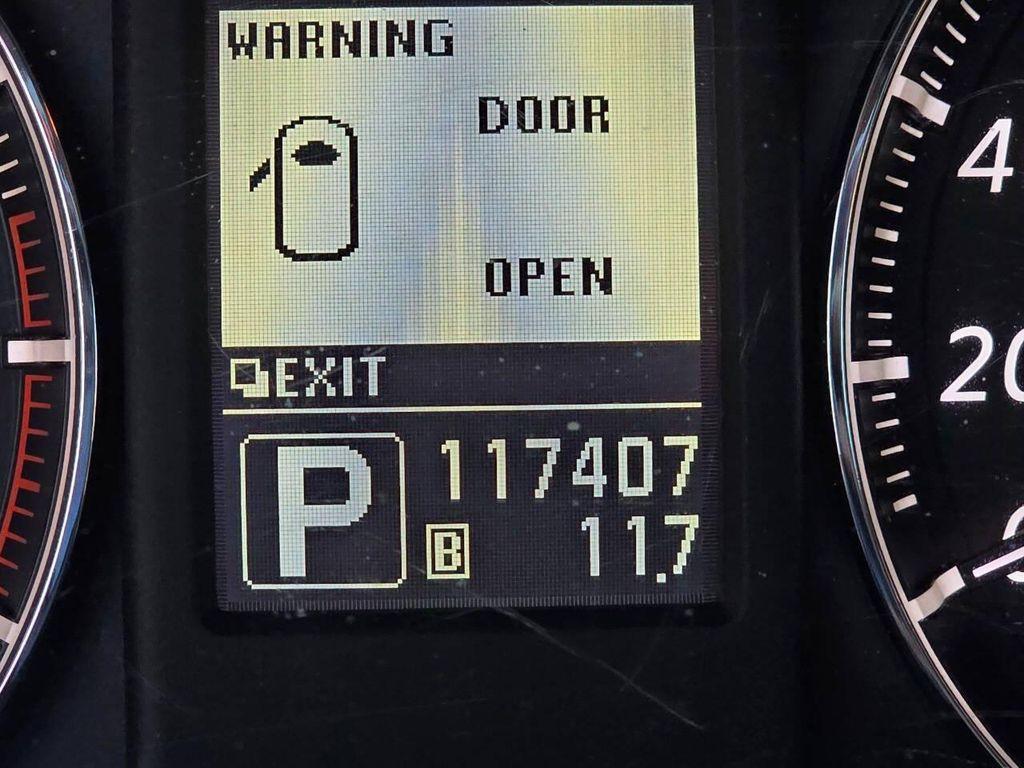 WARNING
DOOR
OPEN
EXIT
P
117407
B
11.7
4
20